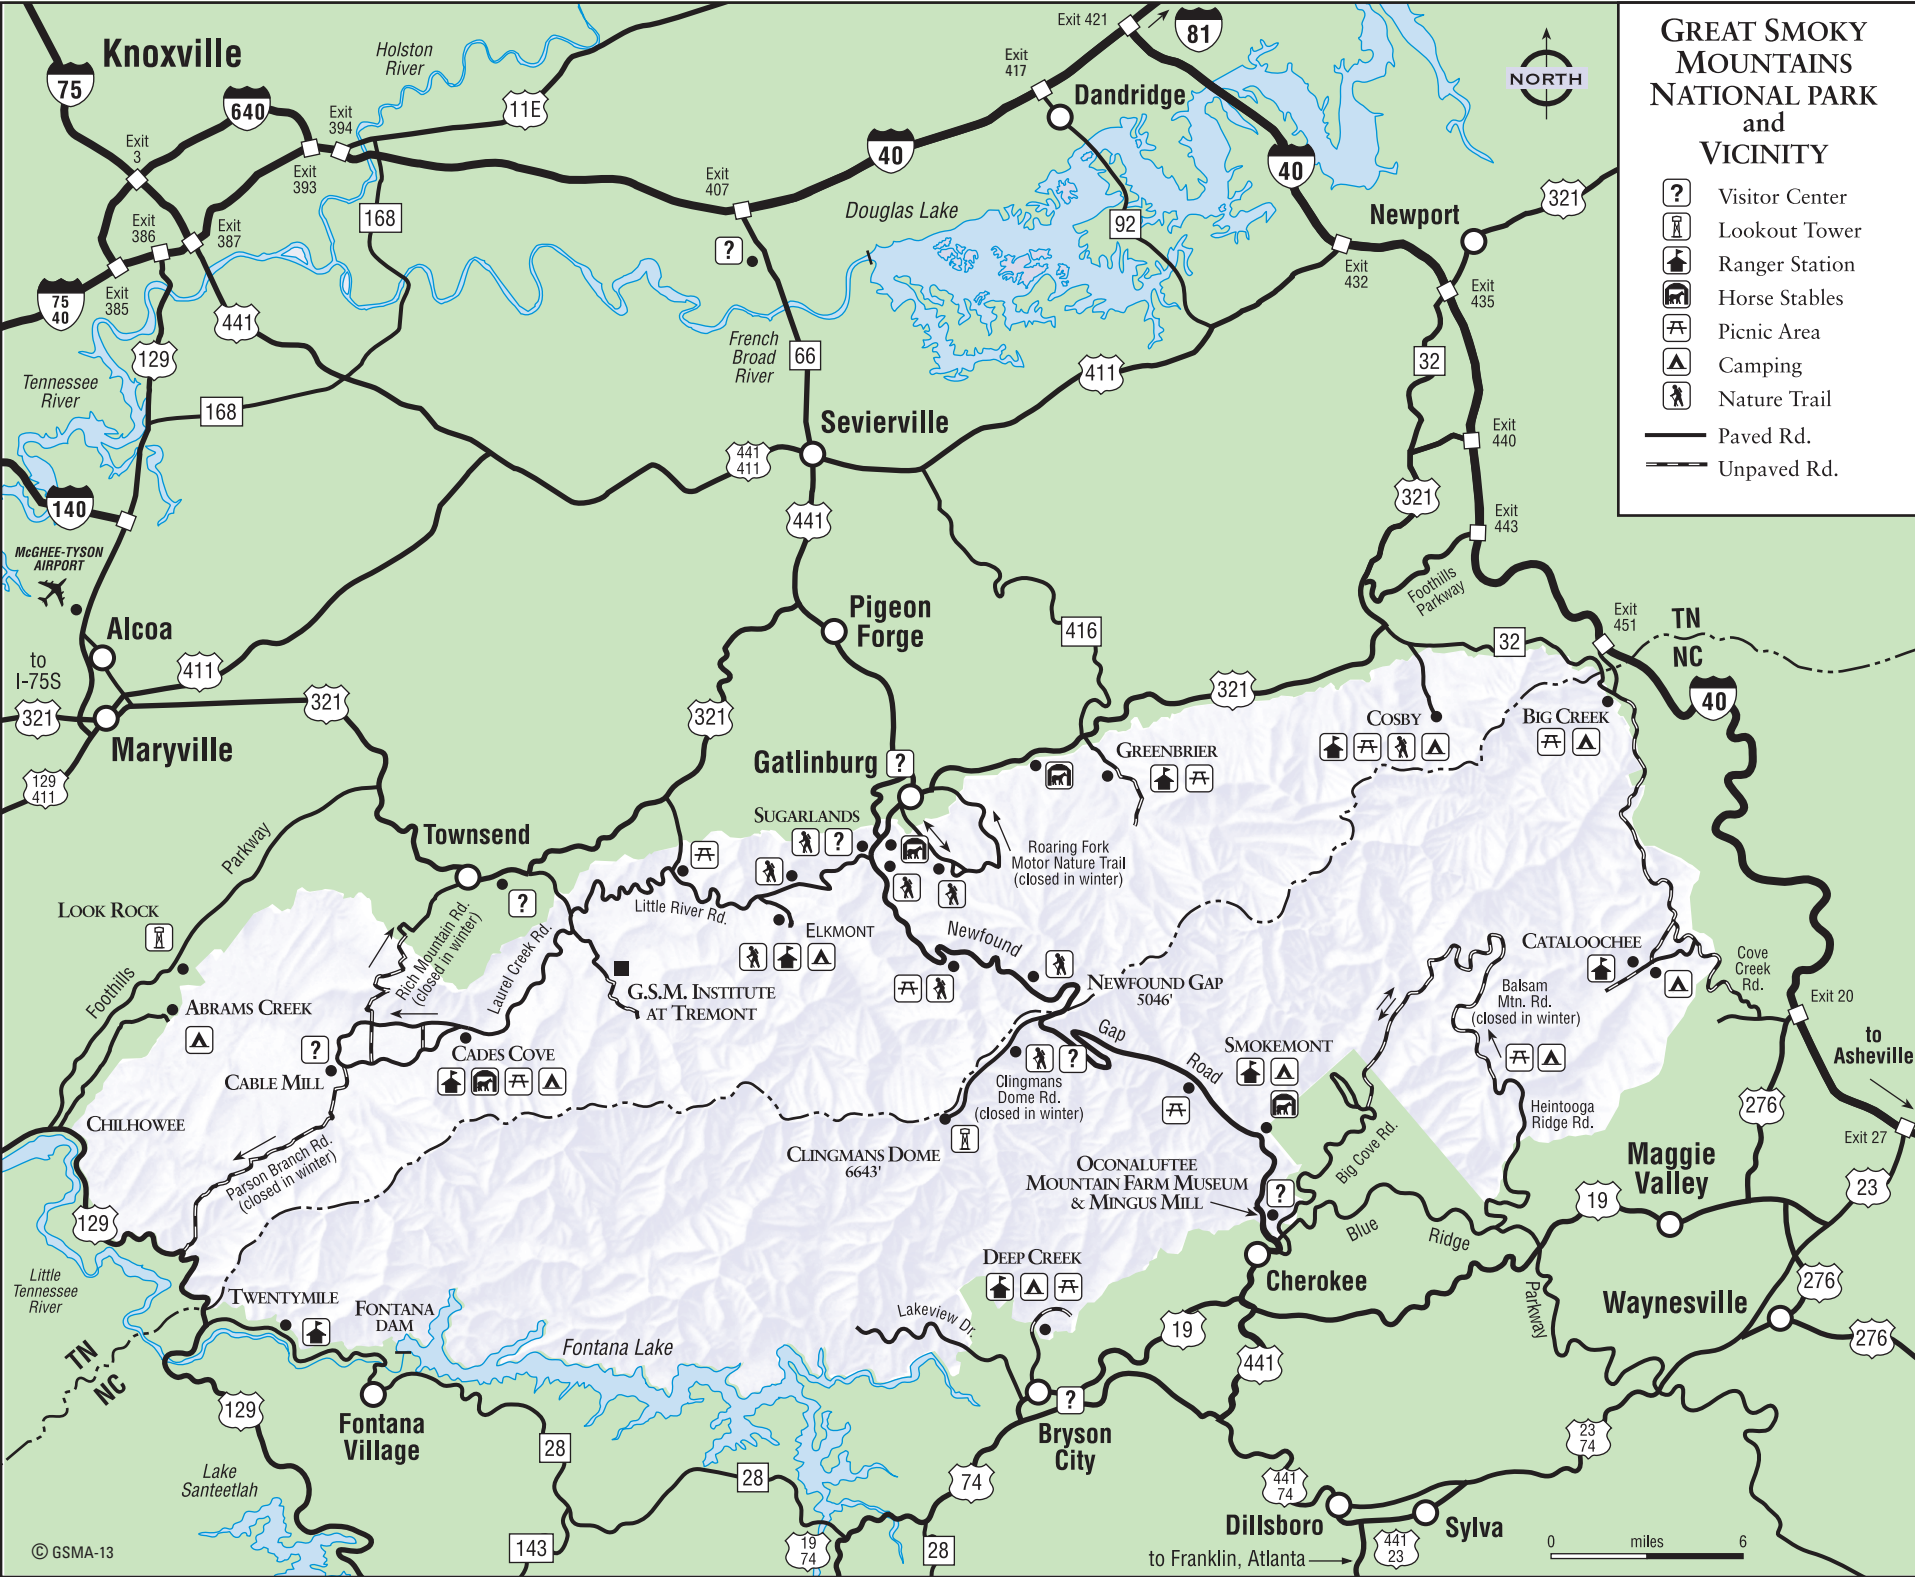 GREAT SMOKY
MOUNTAINS
NATIONAL PARK
and
VICINITY
? Visitor Center
Lookout Tower
Ranger Station
Horse Stables
Picnic Area
Camping
Nature Trail
Paved Rd.
Unpaved Rd.
NORTH
Knoxville
Holston
River
Exit 421
81
Exit
417
Dandridge
75
640
Exit
394
11E
40
Exit
3
Exit
393
Exit
407
40
168
Douglas Lake
92
Newport
321
Exit
386
Exit
387
?
Exit
432
Exit
435
75
40
Exit
385
441
129
French
Broad
River
66
32
411
Tennessee
River
168
Sevierville
Exit
440
441
411
321
140
441
Exit
443
McGHEE-TYSON
AIRPORT
Foothills
Parkway
Pigeon
Forge
Exit
451
TN
NC
Alcoa
416
32
to
I-75S
411
321
321
321
321
40
Maryville
COSBY
BIG CREEK
Gatlinburg
?
GREENBRIER
129
411
Townsend
SUGARLANDS
?
Parkway
Roaring Fork
Motor Nature Trail
(closed in winter)
LOOK ROCK
?
Little River Rd.
ELKMONT
Newfound
CATALOOCHEE
Cove
Creek
Rd.
Rich Mountain Rd.
(closed in winter)
Laurel Creek Rd.
Foothills
G.S.M. INSTITUTE
AT TREMONT
NEWFOUND GAP
5046'
Balsam
Mtn. Rd.
(closed in winter)
Exit 20
ABRAMS CREEK
Gap
to
Asheville
?
CADES COVE
CABLE MILL
?
Road
SMOKEMONT
Clingmans
Dome Rd.
(closed in winter)
Heintooga
Ridge Rd.
276
Exit 27
CHILHOWEE
Parson Branch Rd.
(closed in winter)
CLINGMANS DOME
6643'
OCONALUFTEE
MOUNTAIN FARM MUSEUM
& MINGUS MILL
?
Big Cove Rd.
Maggie
Valley
23
19
129
Blue
Ridge
Parkway
DEEP CREEK
Cherokee
Little
Tennessee
River
276
TWENTYMILE
FONTANA
DAM
Lakeview Dr.
Waynesville
19
276
TN
NC
Fontana Lake
441
129
Fontana
Village
?
Bryson
City
28
23
74
Lake
Santeetlah
28
74
441
74
Dillsboro
Sylva
© GSMA-13
143
19
74
28
to Franklin, Atlanta
441
23
0 miles 6